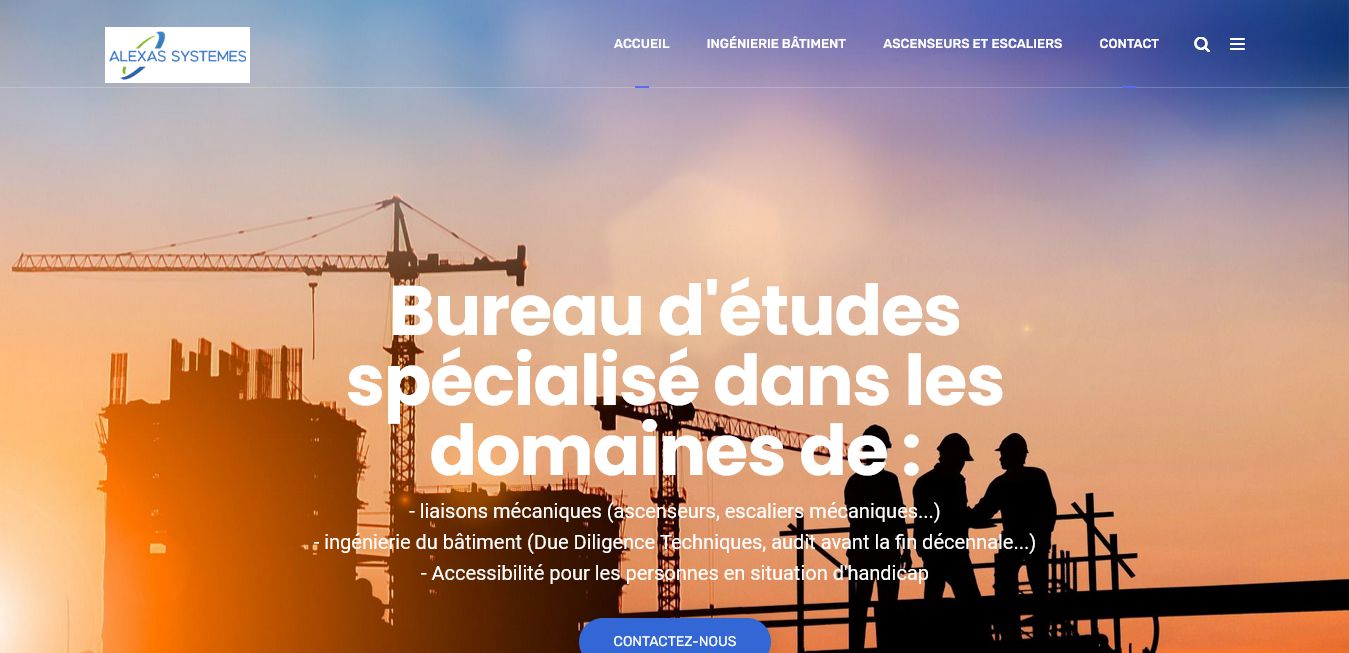 ALEXAS SYSTEMES
ACCUEIL
INGÉNIERIE BÂTIMENT
ASCENSEURS ET ESCALIERS
CONTACT
Bureau d'études
spécialisé dans les
domaines de :
- liaisons mécaniques (ascenseurs, escaliers mécaniques...)
- ingénierie du bâtiment (Due Diligence Techniques, audit avant la fin décennale...)
- Accessibilité pour les personnes en situation d'handicap
CONTACTEZ-NOUS